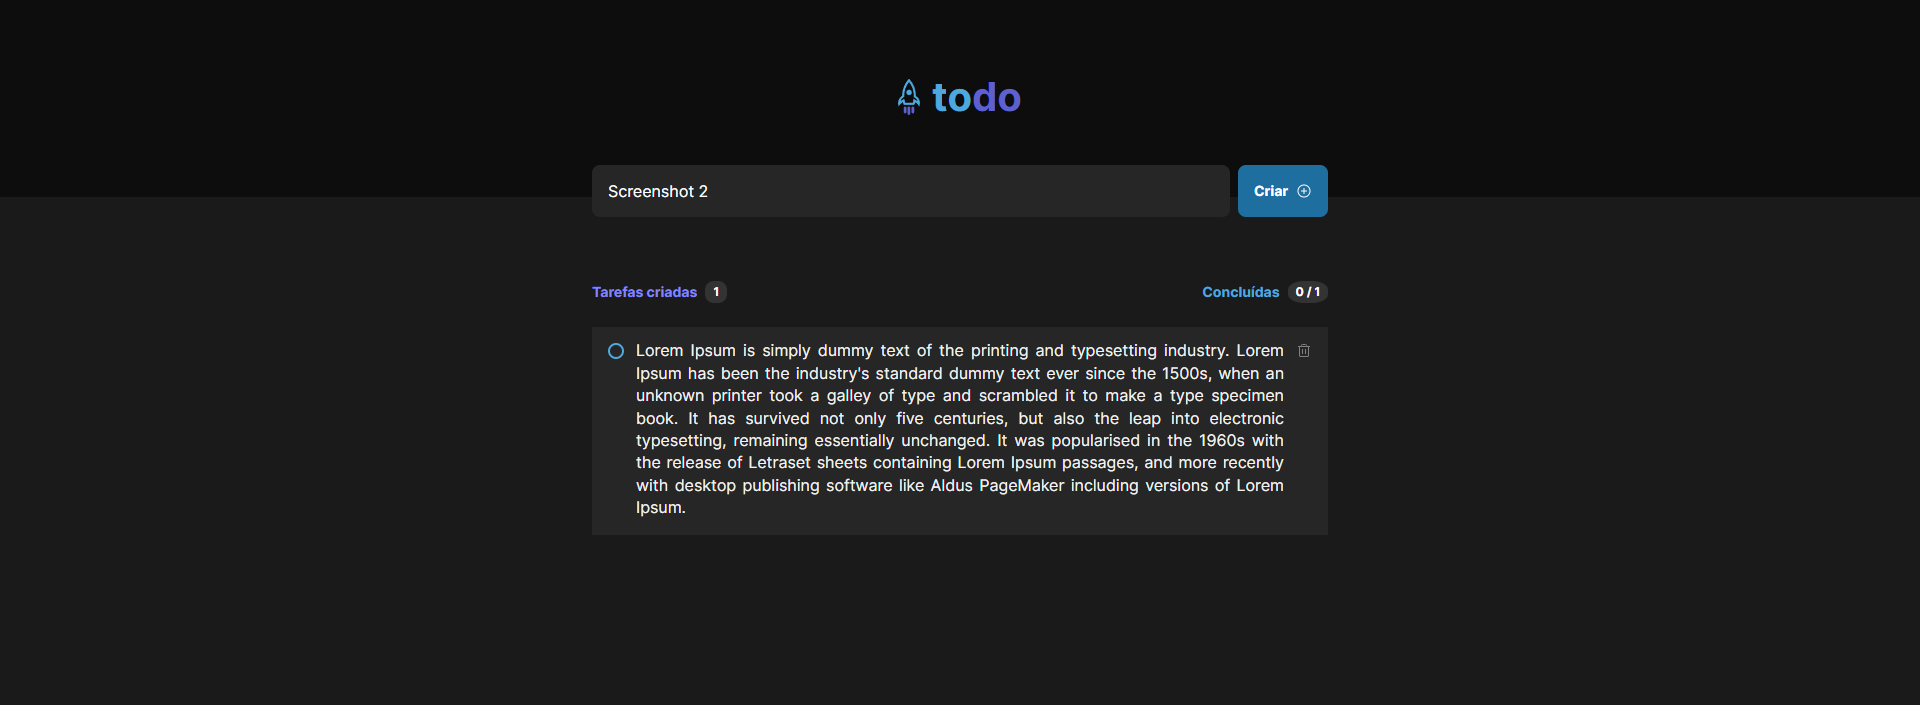 todo
Screenshot 2
Criar
Tarefas criadas 1
Concluídas 0 / 1
Lorem Ipsum is simply dummy text of the printing and typesetting industry. Lorem
Ipsum has been the industry's standard dummy text ever since the 1500s, when an
unknown printer took a galley of type and scrambled it to make a type specimen
book. It has survived not only five centuries, but also the leap into electronic
typesetting, remaining essentially unchanged. It was popularised in the 1960s with
the release of Letraset sheets containing Lorem Ipsum passages, and more recently
with desktop publishing software like Aldus PageMaker including versions of Lorem
Ipsum.